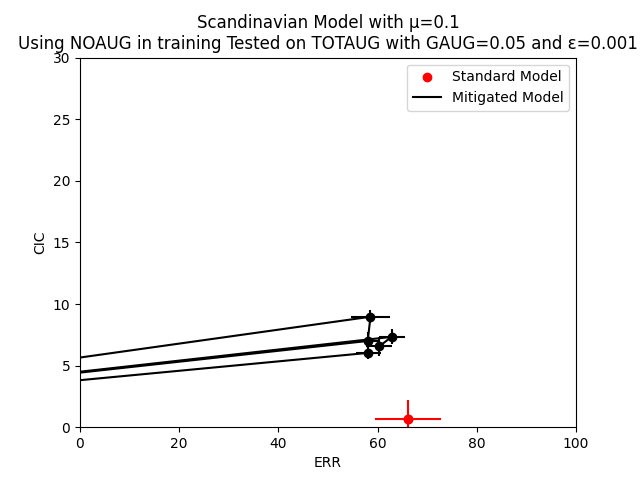 Scandinavian Model with μ=0.1
Using NOAUG in training Tested on TOTAUG with GAUG=0.05 and ε=0.001
30
25
20
15
10
5
0
CIC
Standard Model
Mitigated Model
0 20 40 60 80 100
ERR